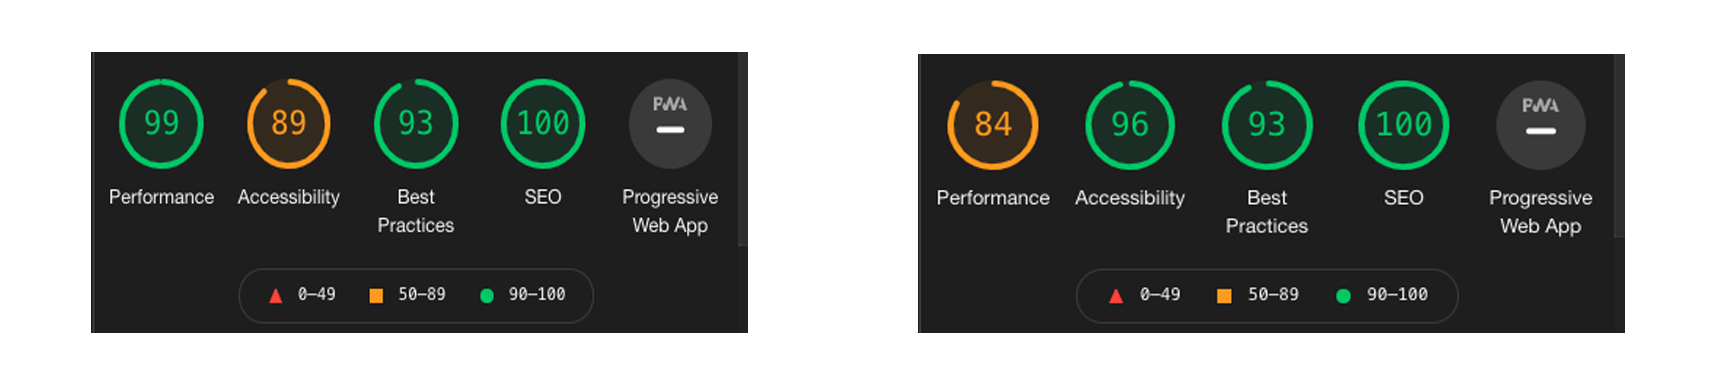 99 89 93 100 PWA
Performance Accessibility Best Practices SEO Progressive Web App
0–49 50–89 90–100
84 96 93 100 PWA
Performance Accessibility Best Practices SEO Progressive Web App
0–49 50–89 90–100